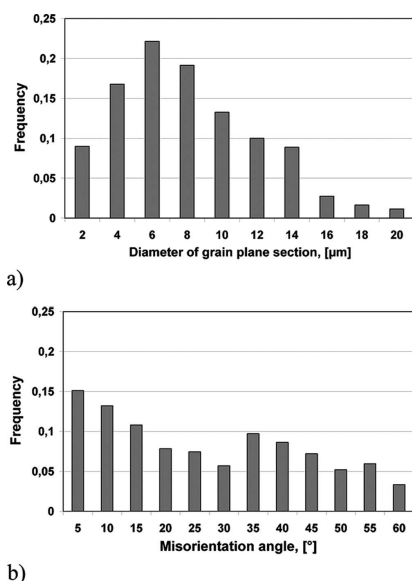 0,25
0,2
0,15
0,1
0,05
0
Frequency
2 4 6 8 10 12 14 16 18 20
Diameter of grain plane section, [µm]
a)
0,25
0,2
0,15
0,1
0,05
0
Frequency
5 10 15 20 25 30 35 40 45 50 55 60
Misorientation angle, [°]
b)